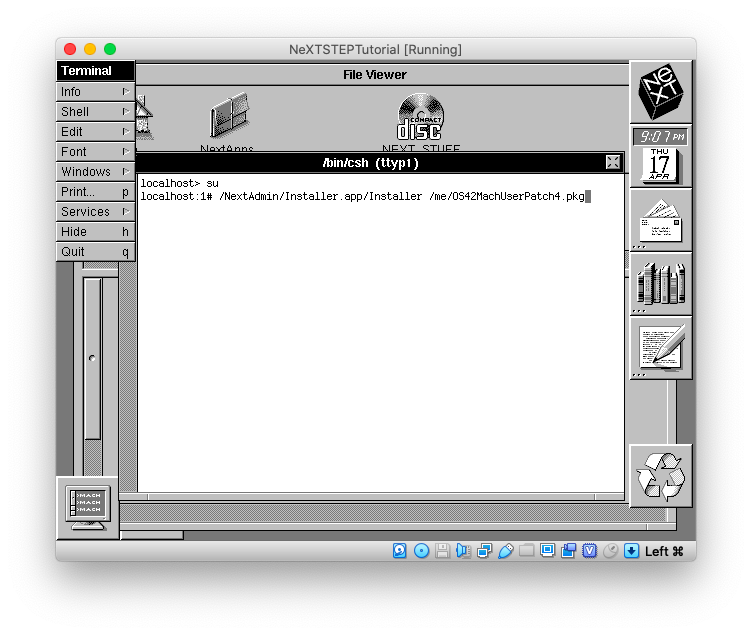 NeXTSTEPTutorial [Running]
Terminal
Info
Shell
Edit
Font
Windows
Print... p
Services
Hide h
Quit q
File Viewer
NextApps
NEXT_STUFF
COMPACT
disc
/bin/csh (ttyp1)
localhost> su
localhost:1# /NextAdmin/Installer.app/Installer /me/OS42MachUserPatch4.pkg
NeXT
9:07 PM
THU
17
APR
>MACH
>MACH
>MACH
Left ⌘